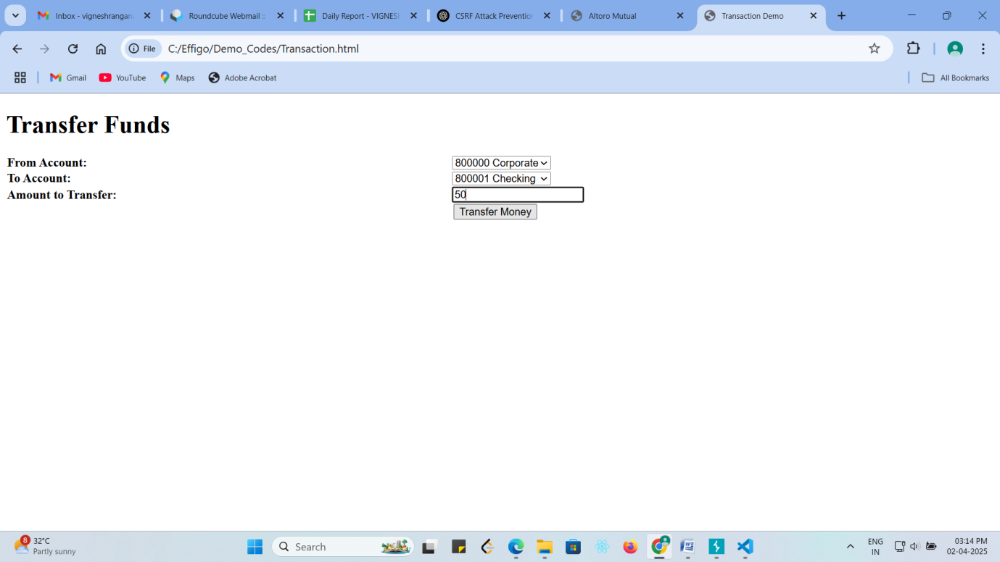 Inbox - vigneshrangana
Roundcube Webmail ::
Daily Report - VIGNESH
CSRF Attack Prevention
Altoro Mutual
Transaction Demo
File
C:/Effigo/Demo_Codes/Transaction.html
Gmail
YouTube
Maps
Adobe Acrobat
All Bookmarks
Transfer Funds
From Account:
800000 Corporate
To Account:
800001 Checking
Amount to Transfer:
50
Transfer Money
8
32°C
Partly sunny
Search
ENG
IN
03:14 PM
02-04-2025